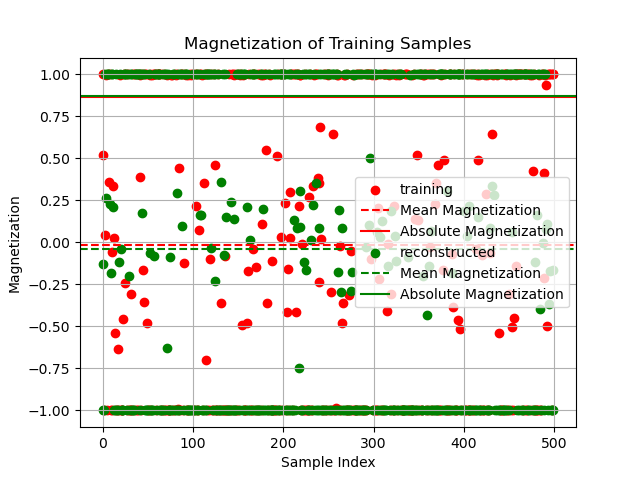 Magnetization of Training Samples
1.00
0.75
0.50
0.25
0.00
−0.25
−0.50
−0.75
−1.00
Magnetization
training
Mean Magnetization
Absolute Magnetization
reconstructed
Mean Magnetization
Absolute Magnetization
0 100 200 300 400 500
Sample Index